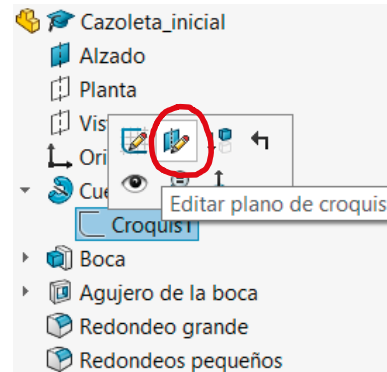 Cazoleta_inicial
Alzado
Planta
Vis
Ori
Cue
Editar plano de croquis
Croquis1
Boca
Agujero de la boca
Redondeo grande
Redondeos pequeños